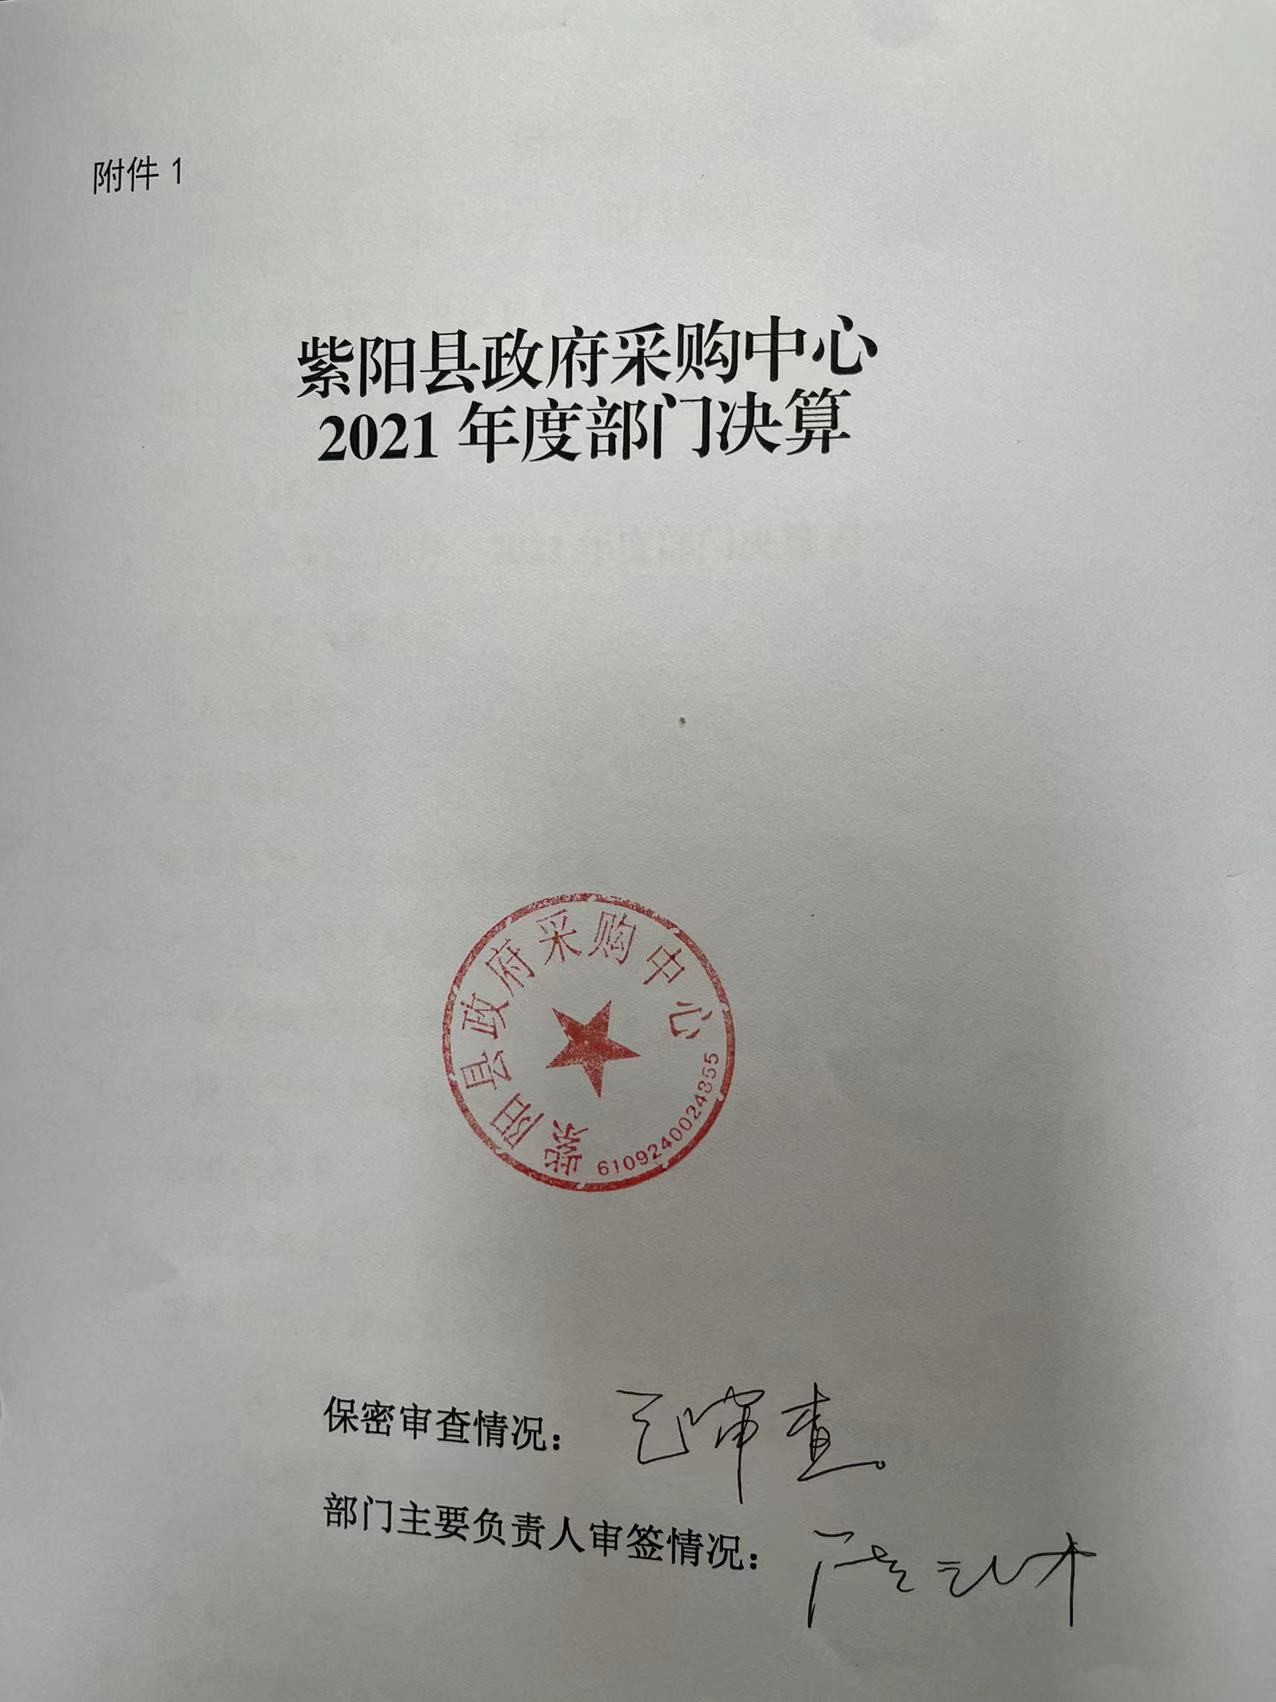 附件 1
紫阳县政府采购中心
2021 年度部门决算
紫阳县政府采购中心
6109240024355
保密审查情况：已审查。
部门主要负责人审签情况：